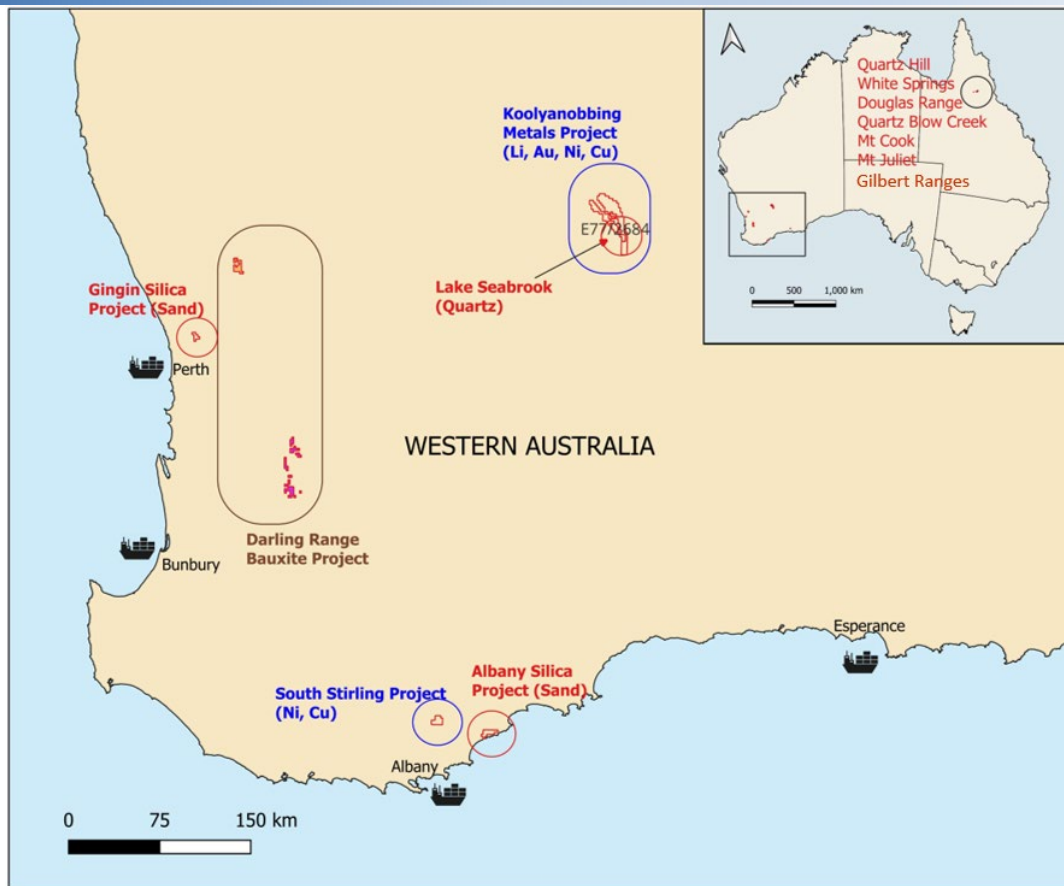 Quartz Hill
White Springs
Douglas Range
Quartz Blow Creek
Mt Cook
Mt Juliet
Gilbert Ranges
0 500 1,000 km
Koolyanobbing
Metals Project
(Li, Au, Ni, Cu)
E77/2684
Lake Seabrook
(Quartz)
Gingin Silica
Project (Sand)
Perth
WESTERN AUSTRALIA
Darling Range
Bauxite Project
Bunbury
Esperance
Albany Silica
Project (Sand)
South Stirling Project
(Ni, Cu)
Albany
0 75 150 km